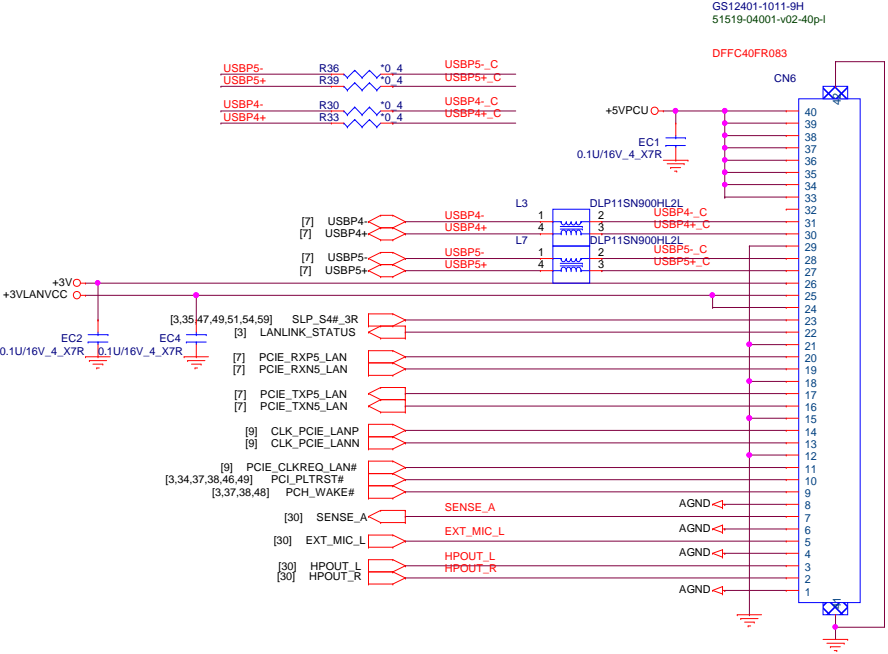 GS12401-1011-9H
51519-04001-v02-40p-l
DFFC40FR083
CN6
USBP5- R36 *0_4 USBP5-_C
USBP5+ R39 *0_4 USBP5+_C
USBP4- R30 *0_4 USBP4-_C
USBP4+ R33 *0_4 USBP4+_C
+5VPCU
EC1
0.1U/16V_4_X7R
42
40
39
38
37
36
35
34
33
32
L3 DLP11SN900HL2L
[7] USBP4- USBP4- 1 2 USBP4-_C 31
[7] USBP4+ USBP4+ 4 3 USBP4+_C 30
L7 DLP11SN900HL2L 29
[7] USBP5- USBP5- 1 2 USBP5-_C 28
[7] USBP5+ USBP5+ 4 3 USBP5+_C 27
+3V 26
+3VLANVCC 25
24
[3,35,47,49,51,54,59] SLP_S4#_3R 23
[3] LANLINK_STATUS 22
EC2 EC4
0.1U/16V_4_X7R 0.1U/16V_4_X7R
21
[7] PCIE_RXP5_LAN 20
[7] PCIE_RXN5_LAN 19
18
[7] PCIE_TXP5_LAN 17
[7] PCIE_TXN5_LAN 16
15
[9] CLK_PCIE_LANP 14
[9] CLK_PCIE_LANN 13
12
[9] PCIE_CLKREQ_LAN# 11
[3,34,37,38,46,49] PCI_PLTRST# 10
[3,37,38,48] PCH_WAKE# 9
AGND 8
[30] SENSE_A SENSE_A 7
AGND 6
[30] EXT_MIC_L EXT_MIC_L 5
AGND 4
[30] HPOUT_L HPOUT_L 3
[30] HPOUT_R HPOUT_R 2
AGND 1
41